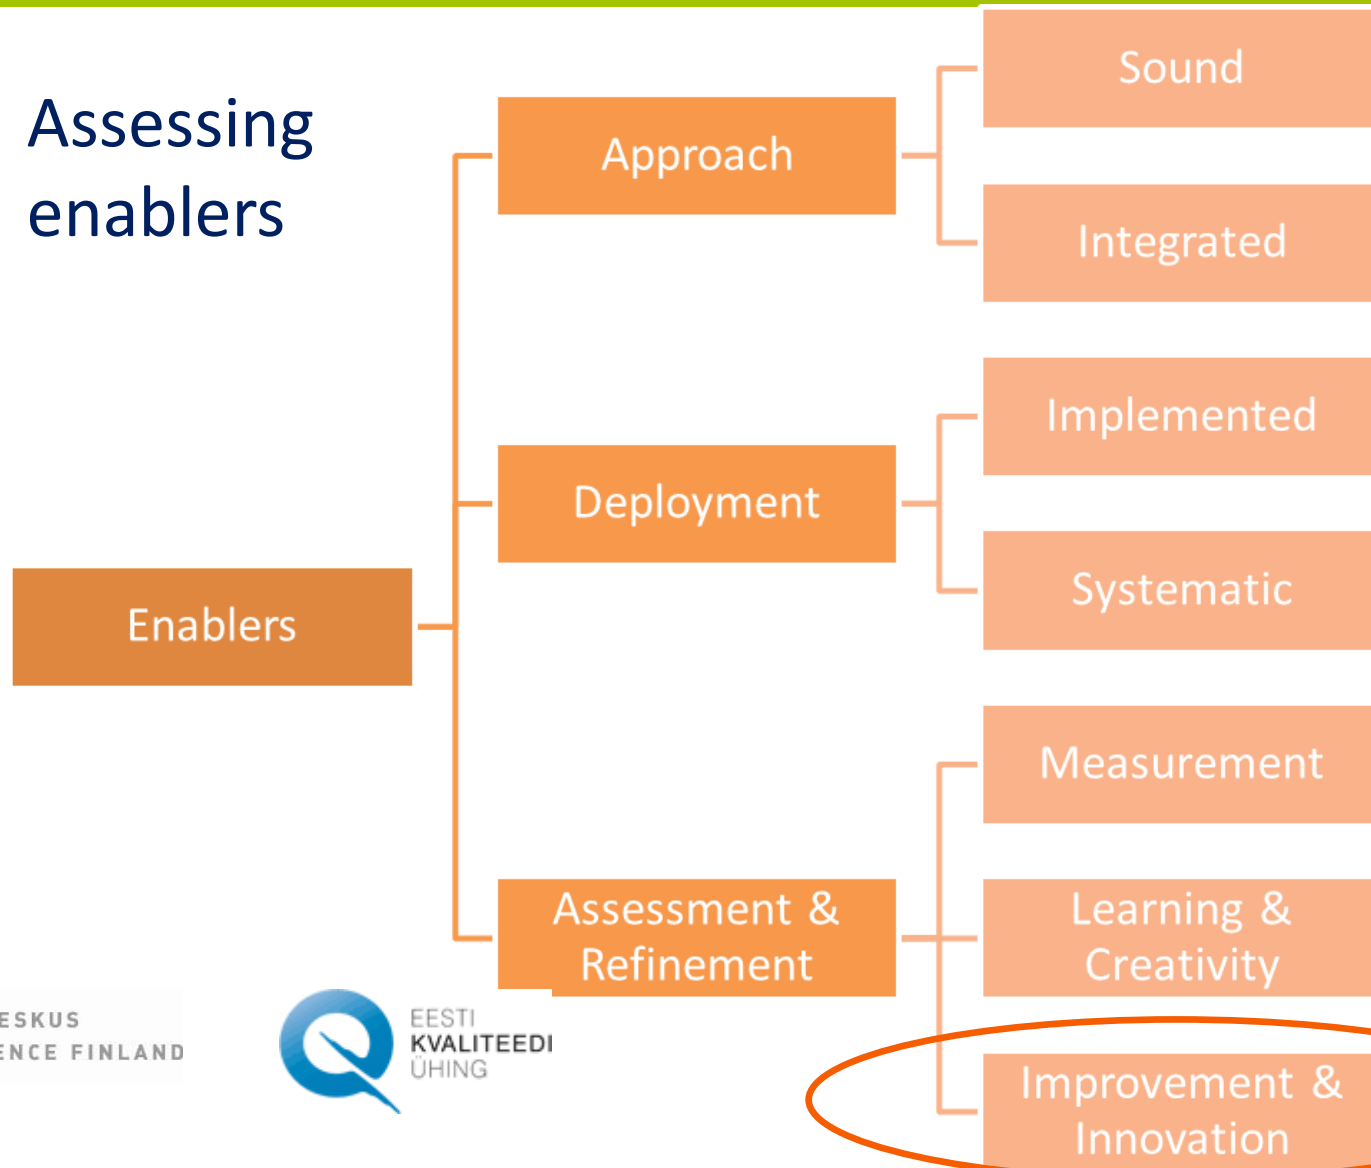 Assessing
enablers
Enablers
Approach
Sound
Integrated
Deployment
Implemented
Systematic
Assessment &
Refinement
Measurement
Learning &
Creativity
Improvement &
Innovation
ESKUS
ENCE FINLAND
EESTI
KVALITEEDI
ÜHING